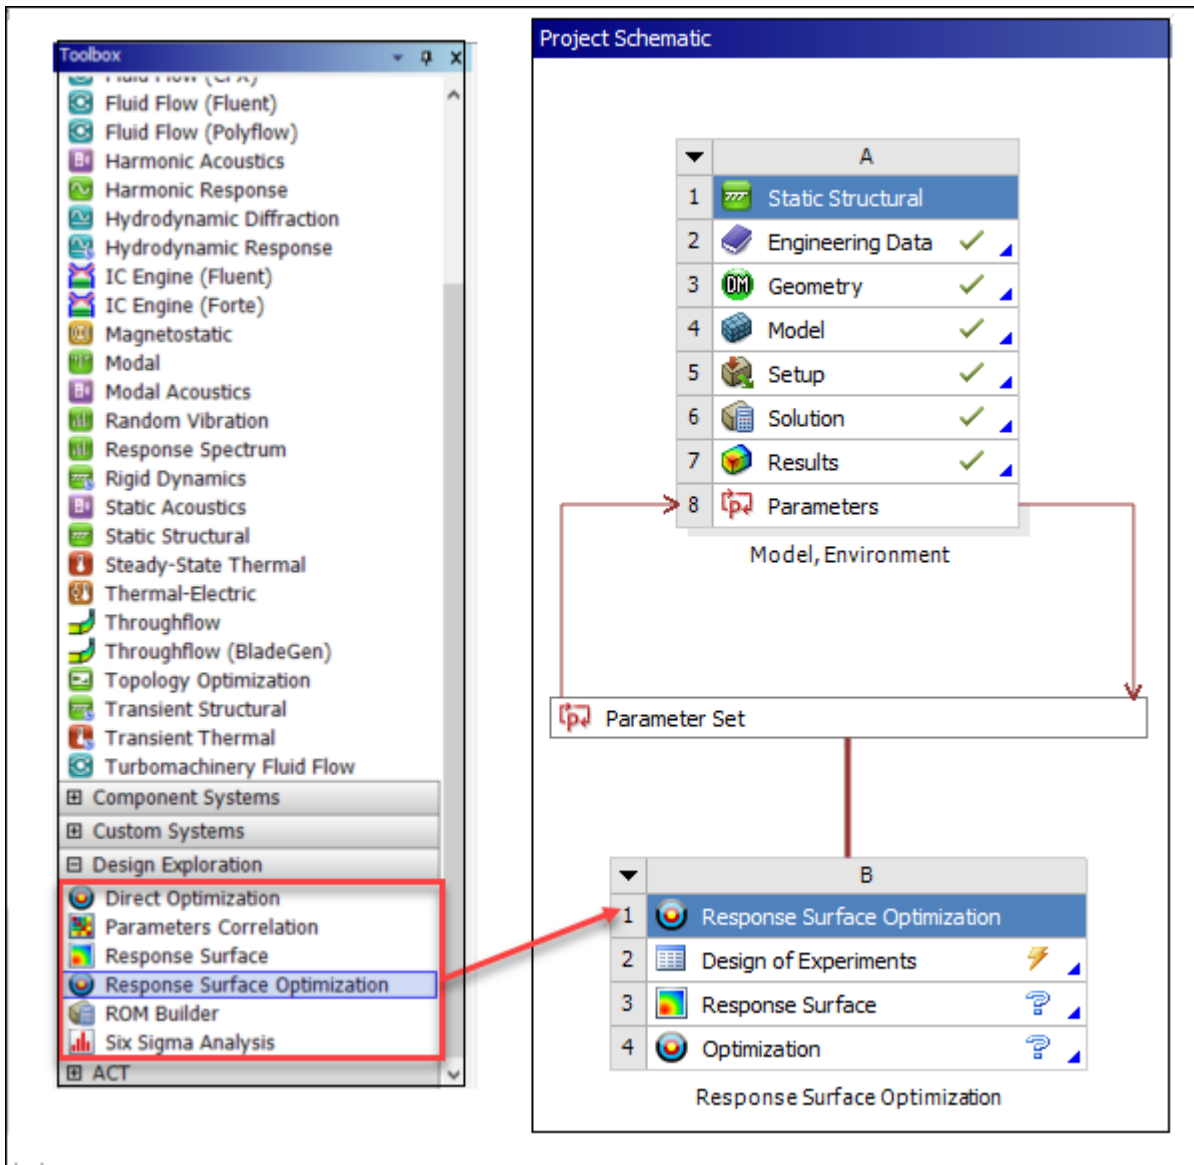 Toolbox
Fluid Flow (CFX)
Fluid Flow (Fluent)
Fluid Flow (Polyflow)
Harmonic Acoustics
Harmonic Response
Hydrodynamic Diffraction
Hydrodynamic Response
IC Engine (Fluent)
IC Engine (Forte)
Magnetostatic
Modal
Modal Acoustics
Random Vibration
Response Spectrum
Rigid Dynamics
Static Acoustics
Static Structural
Steady-State Thermal
Thermal-Electric
Throughflow
Throughflow (BladeGen)
Topology Optimization
Transient Structural
Transient Thermal
Turbomachinery Fluid Flow
Component Systems
Custom Systems
Design Exploration
Direct Optimization
Parameters Correlation
Response Surface
Response Surface Optimization
ROM Builder
Six Sigma Analysis
ACT
Project Schematic
A
1 Static Structural
2 Engineering Data
3 DM Geometry
4 Model
5 Setup
6 Solution
7 Results
8 Parameters
Model, Environment
Parameter Set
B
1 Response Surface Optimization
2 Design of Experiments
3 Response Surface
4 Optimization
Response Surface Optimization